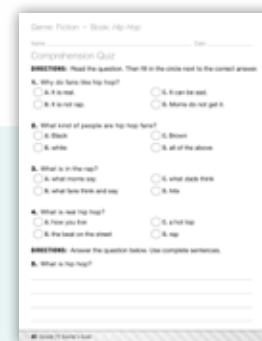 Genre: Fiction • Book: Hip Hop
Name Date
Comprehension Quiz
DIRECTIONS: Read the question. Then fill in the circle next to the correct answer.
1. Why do fans like hip hop?
A. It is real. C. It can be sad.
B. It is not rap. D. Moms do not get it.
2. What kind of people are hip hop fans?
A. Black C. Brown
B. white D. all of the above
3. What is in the rap?
A. what moms say C. what dads think
B. what fans think and say D. hits
4. What is real hip hop?
A. how you live C. a hot top
B. the beat on the street D. rap
DIRECTIONS: Answer the question below. Use complete sentences.
5. What is hip hop?